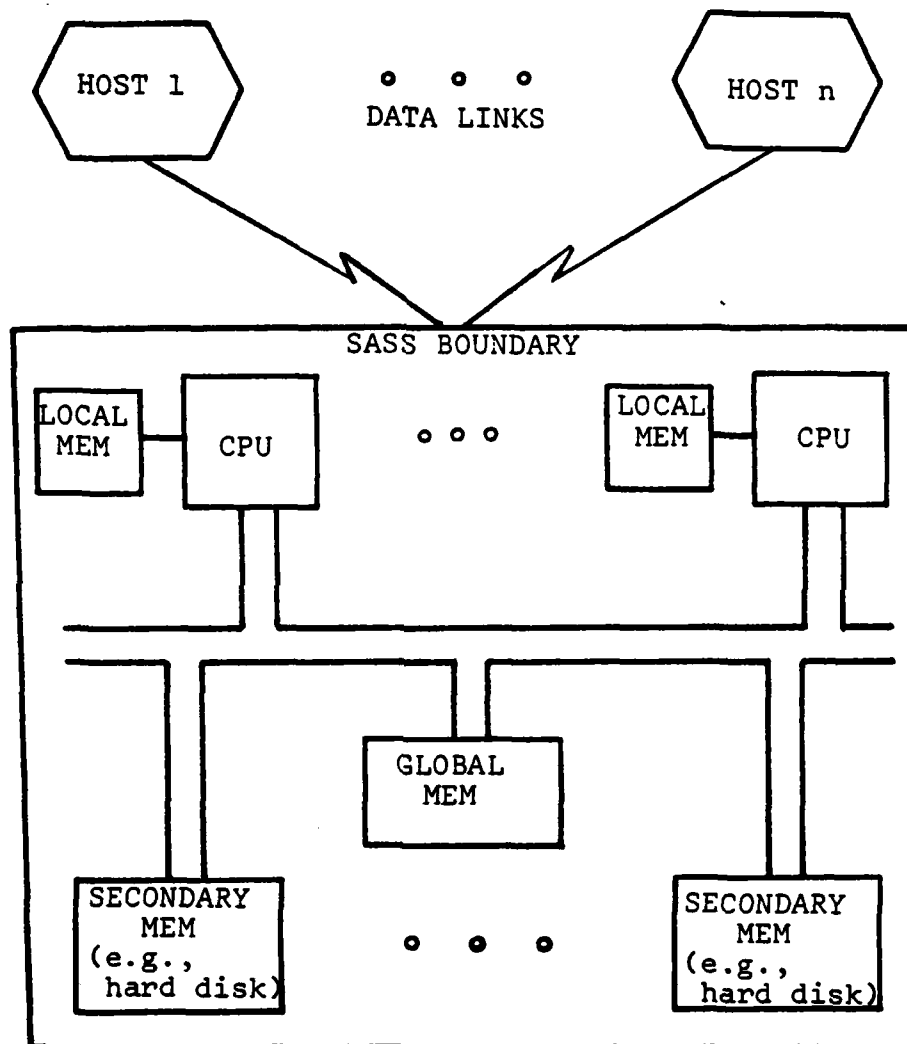 HOST 1
HOST n
DATA LINKS
SASS BOUNDARY
LOCAL
MEM
CPU
LOCAL
MEM
CPU
GLOBAL
MEM
SECONDARY
MEM
(e.g.,
hard disk)
SECONDARY
MEM
(e.g.,
hard disk)